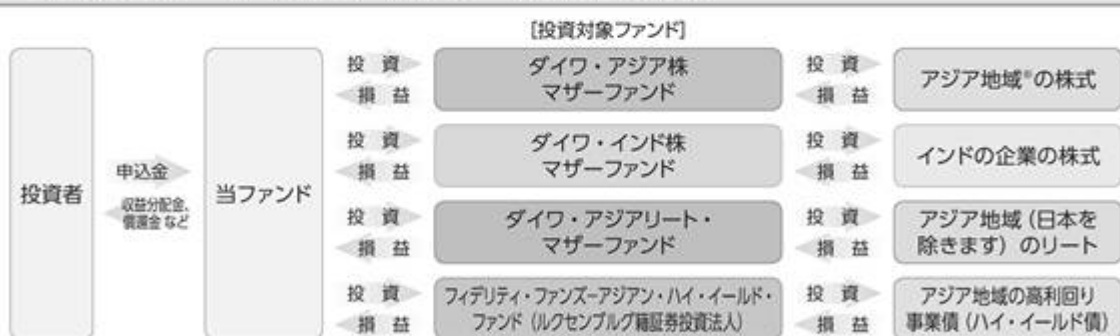 [投資対象ファンド]
投資者
申込金
収益分配金、
償還金 など
当ファンド
投 資
損 益
ダイワ・アジア株
マザーファンド
投 資
損 益
アジア地域※の株式
投 資
損 益
ダイワ・インド株
マザーファンド
投 資
損 益
インドの企業の株式
投 資
損 益
ダイワ・アジアリート・
マザーファンド
投 資
損 益
アジア地域(日本を
除きます)のリート
投 資
損 益
フィデリティ・ファンズ−アジアン・ハイ・イールド・
ファンド(ルクセンブルグ籍証券投資法人)
投 資
損 益
アジア地域の高利回り
事業債(ハイ・イールド債)